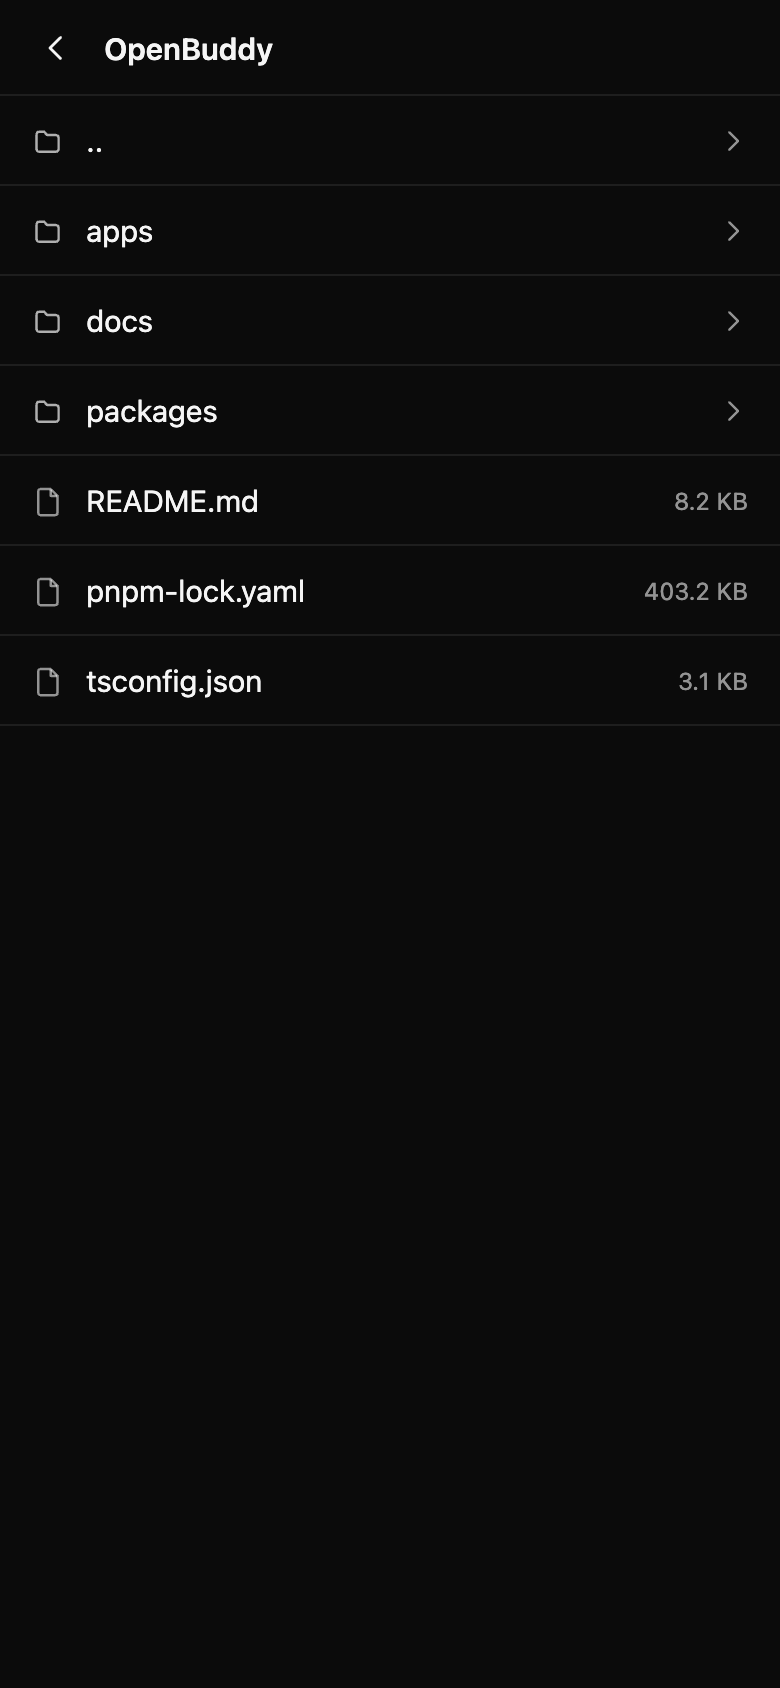 OpenBuddy
..
apps
docs
packages
README.md 8.2 KB
pnpm-lock.yaml 403.2 KB
tsconfig.json 3.1 KB